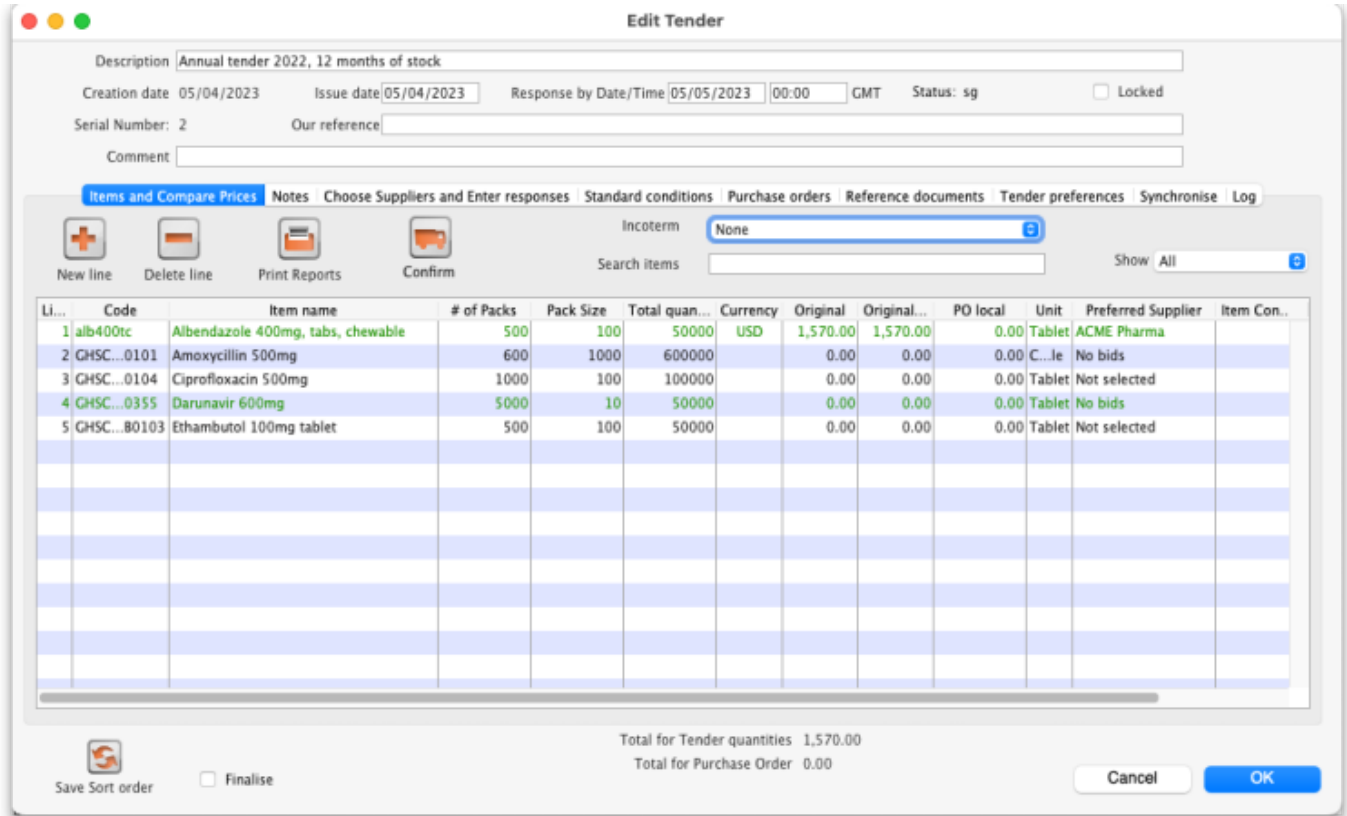 Edit Tender
Description Annual tender 2022, 12 months of stock
Creation date 05/04/2023 Issue date 05/04/2023 Response by Date/Time 05/05/2023 00:00 GMT Status: sg Locked
Serial Number: 2 Our reference
Comment
Items and Compare Prices Notes Choose Suppliers and Enter responses Standard conditions Purchase orders Reference documents Tender preferences Synchronise Log
Incoterm None
New line Delete line Print Reports Confirm Search items Show All
Li... Code Item name # of Packs Pack Size Total quan... Currency Original Original... PO local Unit Preferred Supplier Item Con..
1 alb400tc Albendazole 400mg, tabs, chewable 500 100 50000 USD 1,570.00 1,570.00 0.00 Tablet ACME Pharma
2 GHSC...0101 Amoxycillin 500mg 600 1000 600000 0.00 0.00 0.00 C...le No bids
3 GHSC...0104 Ciprofloxacin 500mg 1000 100 100000 0.00 0.00 0.00 Tablet Not selected
4 GHSC...0355 Darunavir 600mg 5000 10 50000 0.00 0.00 0.00 Tablet No bids
5 GHSC...80103 Ethambutol 100mg tablet 500 100 50000 0.00 0.00 0.00 Tablet Not selected
Total for Tender quantities 1,570.00
Total for Purchase Order 0.00
Save Sort order Finalise Cancel OK